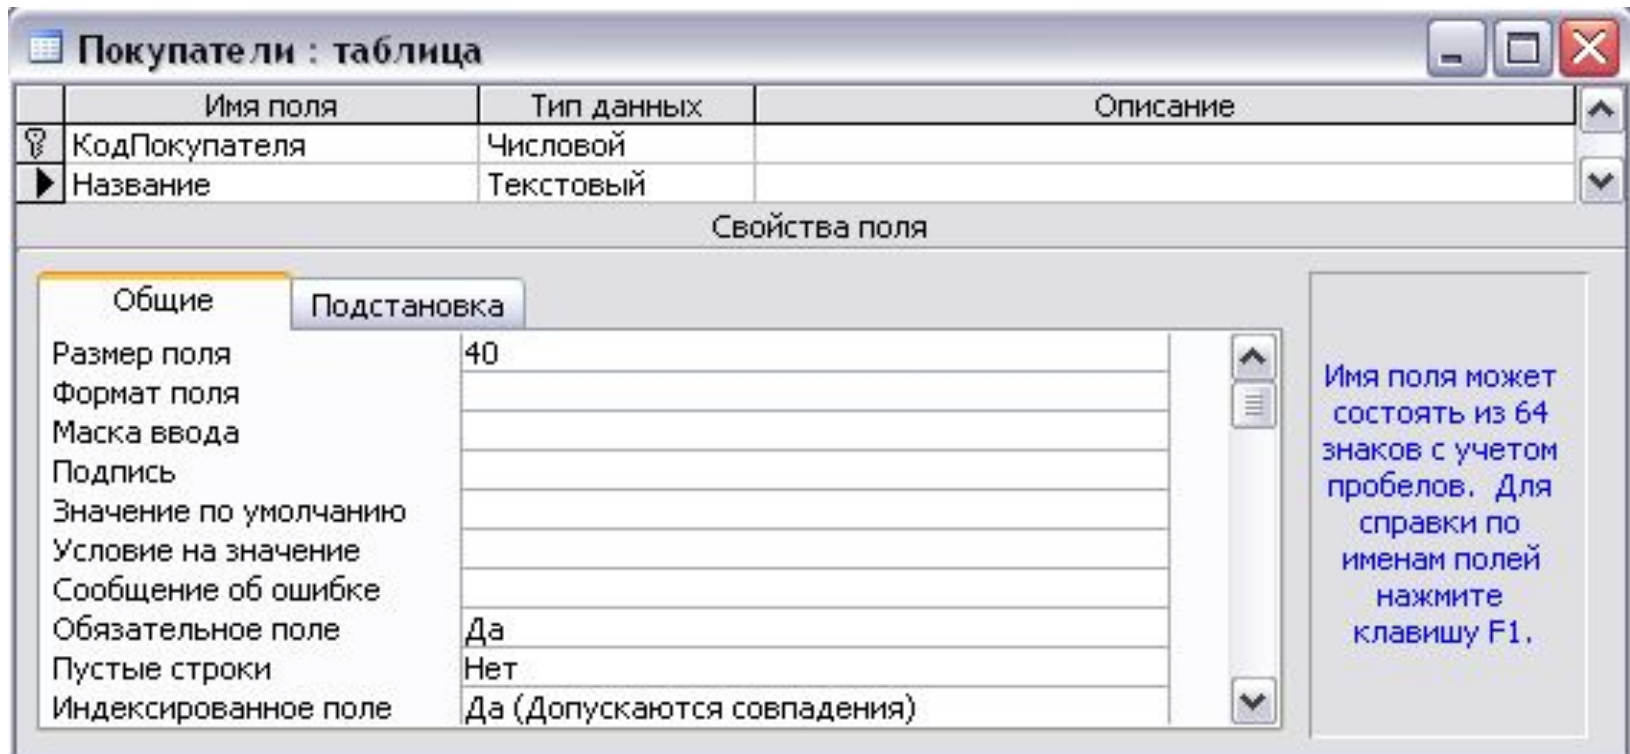 Покупатели : таблица
Имя поля Тип данных Описание
КодПокупателя Числовой
Название Текстовый
Свойства поля
Общие Подстановка
Размер поля 40
Формат поля
Маска ввода
Подпись
Значение по умолчанию
Условие на значение
Сообщение об ошибке
Обязательное поле Да
Пустые строки Нет
Индексированное поле Да (Допускаются совпадения)
Имя поля может
состоять из 64
знаков с учетом
пробелов. Для
справки по
именам полей
нажмите
клавишу F1.